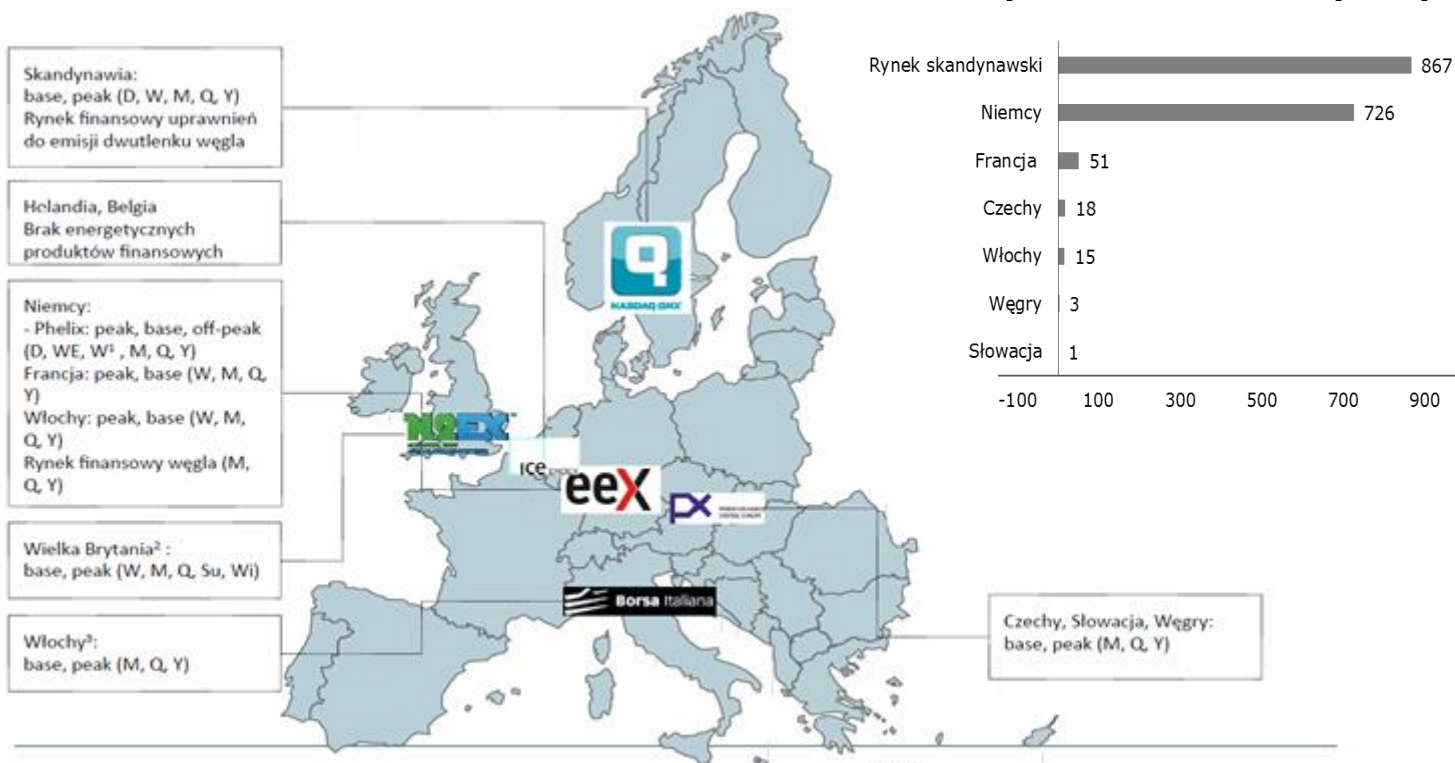 Skandynawia:
base, peak (D, W, M, Q, Y)
Rynek finansowy uprawnień
do emisji dwutlenku węgla
Holandia, Belgia
Brak energetycznych
produktów finansowych
Niemcy:
- Phelix: peak, base, off-peak
(D, WE, W¹ , M, Q, Y)
Francja: peak, base (W, M, Q,
Y)
Włochy: peak, base (W, M,
Q, Y)
Rynek finansowy węgla (M,
Q, Y)
Wielka Brytania² :
base, peak (W, M, Q, Su, Wi)
Włochy³:
base, peak (M, Q, Y)
NASDAQ OMX
N2EX
ICE
eex
PX
Borsa Italiana
Czechy, Słowacja, Węgry:
base, peak (M, Q, Y)
Rynek skandynawski 867
Niemcy 726
Francja 51
Czechy 18
Włochy 15
Węgry 3
Słowacja 1
-100 100 300 500 700 900